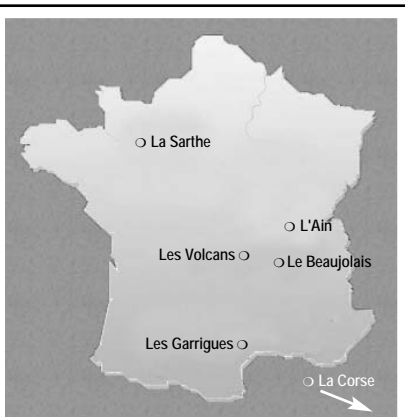 La Sarthe
L'Ain
Les Volcans
Le Beaujolais
Les Garrigues
La Corse